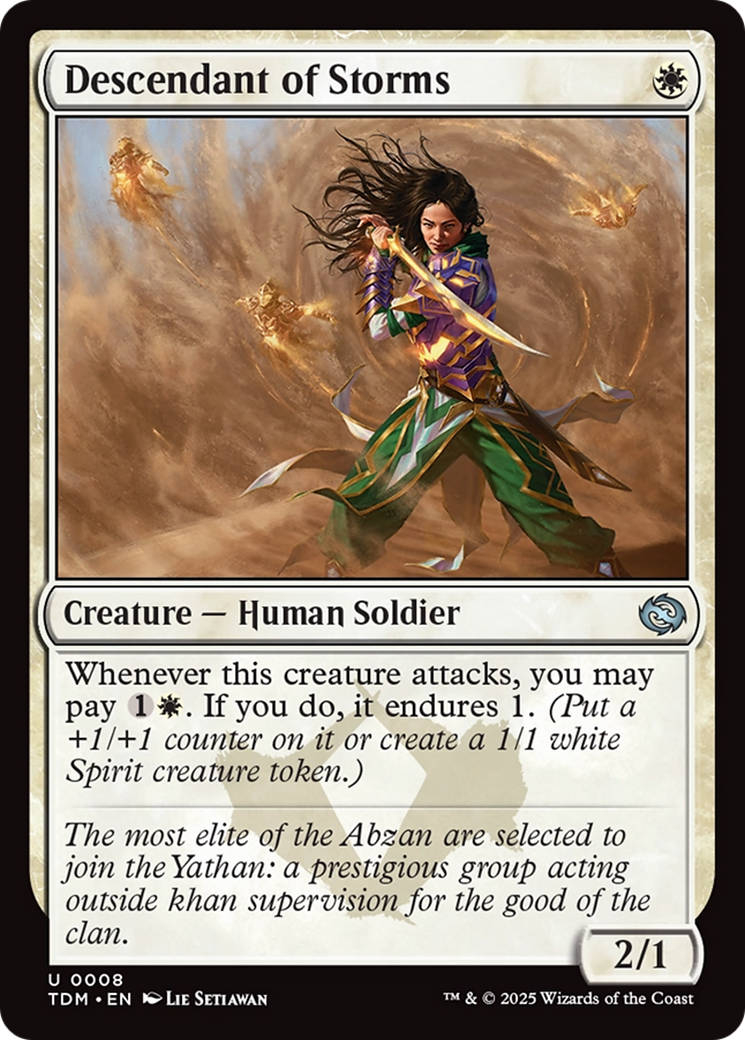 Descendant of Storms
Creature — Human Soldier
Whenever this creature attacks, you may
pay 1. If you do, it endures 1. (Put a
+1/+1 counter on it or create a 1/1 white
Spirit creature token.)
The most elite of the Abzan are selected to
join the Yathan: a prestigious group acting
outside khan supervision for the good of the
clan.
2/1
U 0008
TDM • EN Lie Setiawan
™ & © 2025 Wizards of the Coast